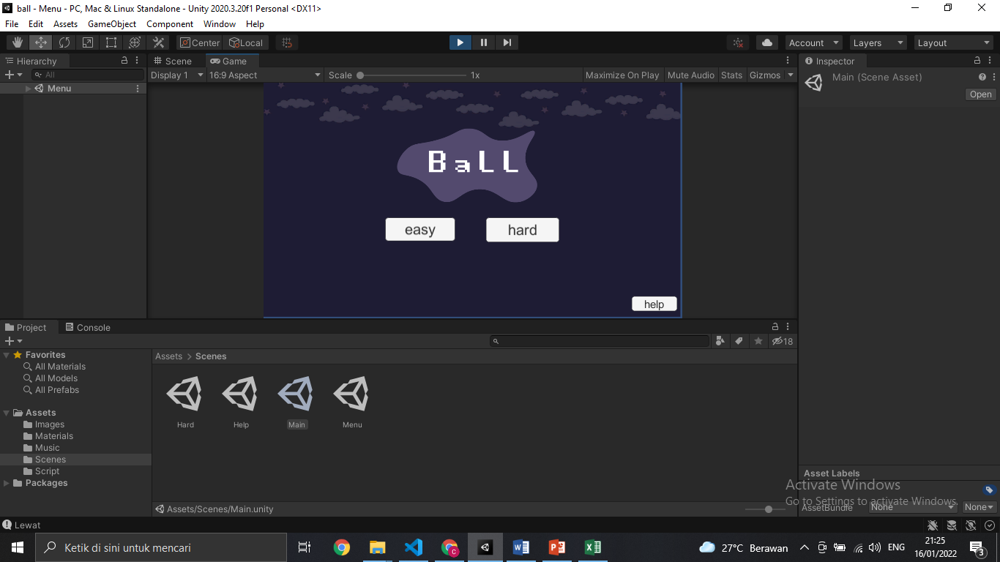 ball - Menu - PC, Mac & Linux Standalone - Unity 2020.3.20f1 Personal <DX11>
File Edit Assets GameObject Component Window Help
Center Local Account Layers Layout
Hierarchy Scene Game Inspector
All Display 1 16:9 Aspect Scale 1x Maximize On Play Mute Audio Stats Gizmos
Main (Scene Asset)
Open
Menu
BaLL
easy hard
help
Project Console
18
Favorites
All Materials
All Models
All Prefabs
Assets
Images
Materials
Music
Scenes
Script
Packages
Assets > Scenes
Hard Help Main Menu
Assets/Scenes/Main.unity
Asset Labels
Activate Windows
Go to Settings to activate Windows.
AssetBundle None None
Lewat
Ketik di sini untuk mencari
27°C Berawan ENG
21:25
16/01/2022
3